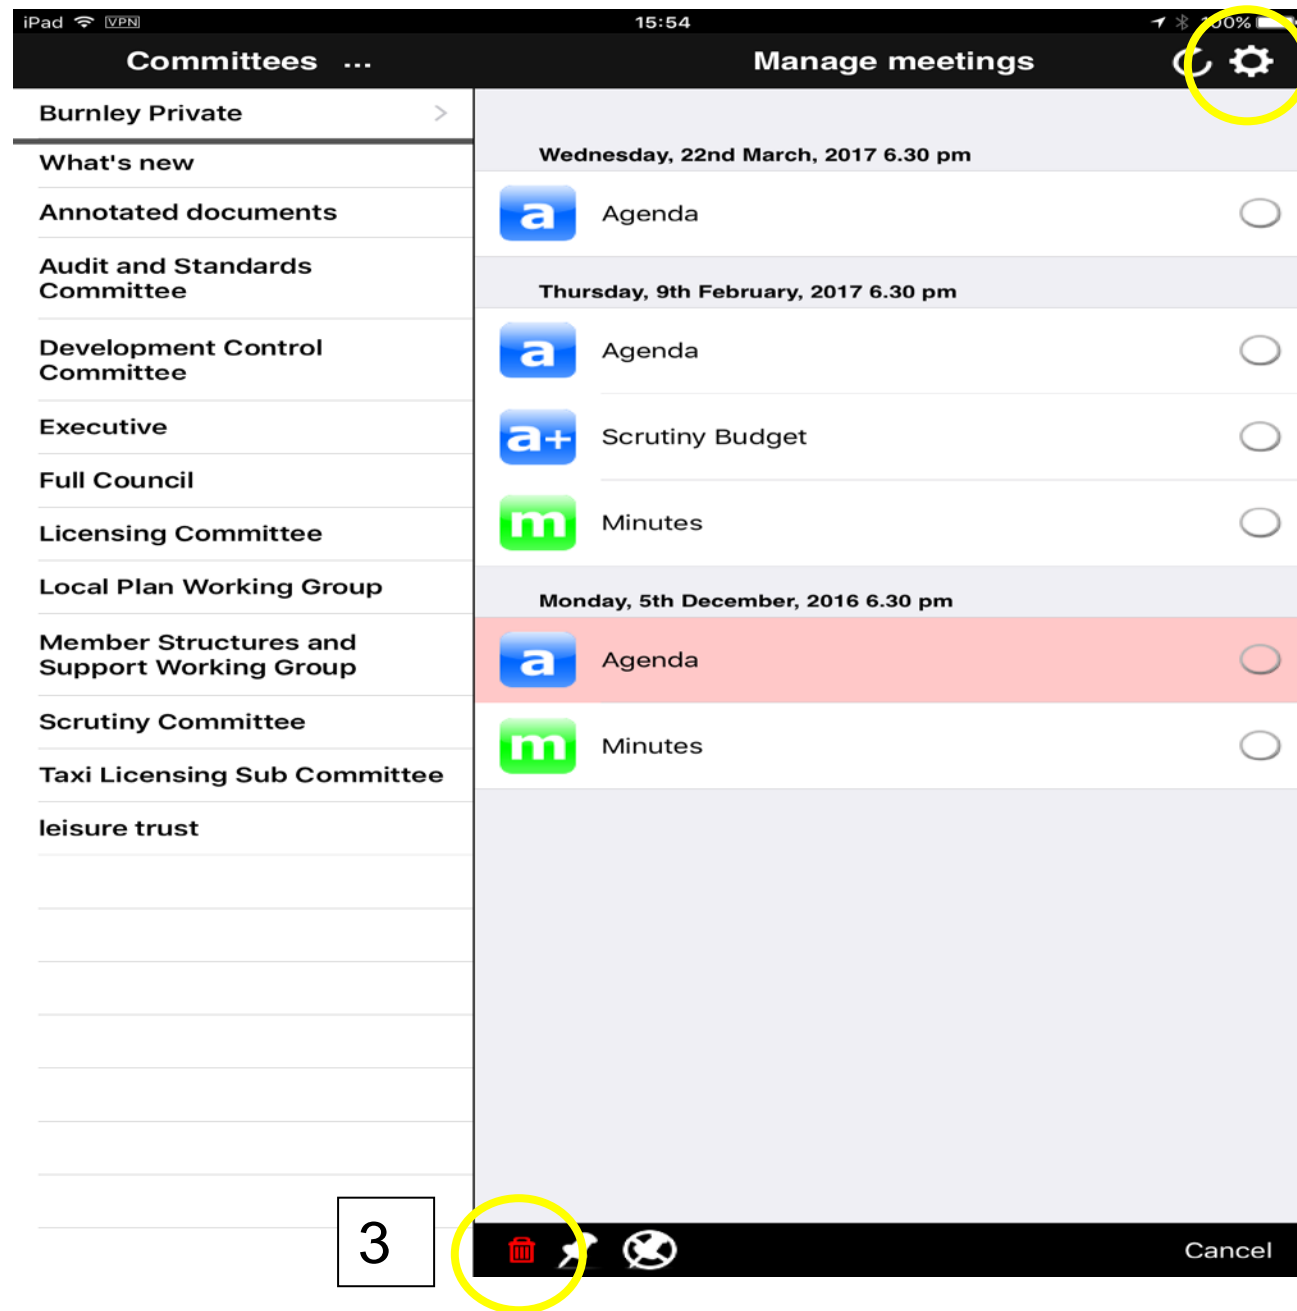 iPad VPN 15:54 100%
Committees ... Manage meetings
Burnley Private
What's new
Annotated documents
Audit and Standards
Committee
Development Control
Committee
Executive
Full Council
Licensing Committee
Local Plan Working Group
Member Structures and
Support Working Group
Scrutiny Committee
Taxi Licensing Sub Committee
leisure trust
Wednesday, 22nd March, 2017 6.30 pm
a Agenda
Thursday, 9th February, 2017 6.30 pm
a Agenda
a+ Scrutiny Budget
m Minutes
Monday, 5th December, 2016 6.30 pm
a Agenda
m Minutes
3
Cancel